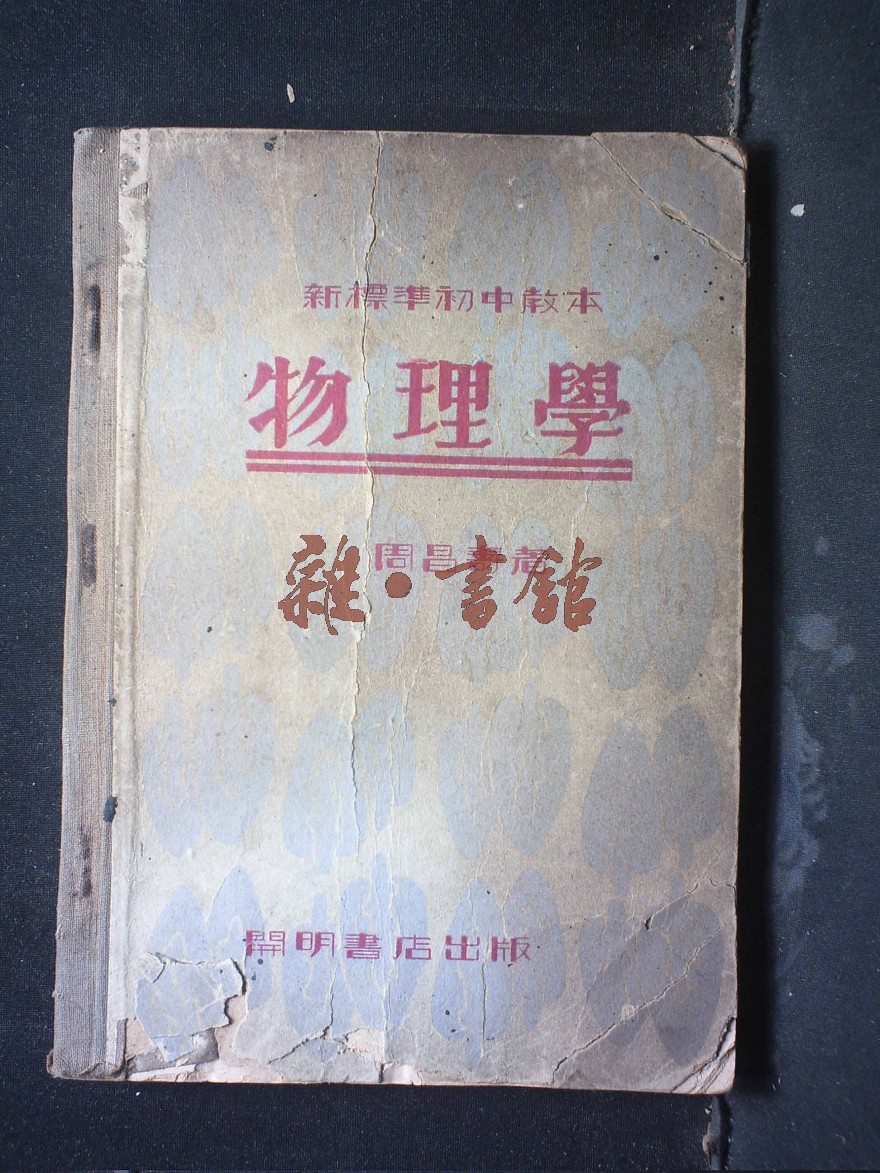 新標準初中教本
物理學
周昌壽著
雜·書館
開明書店出版